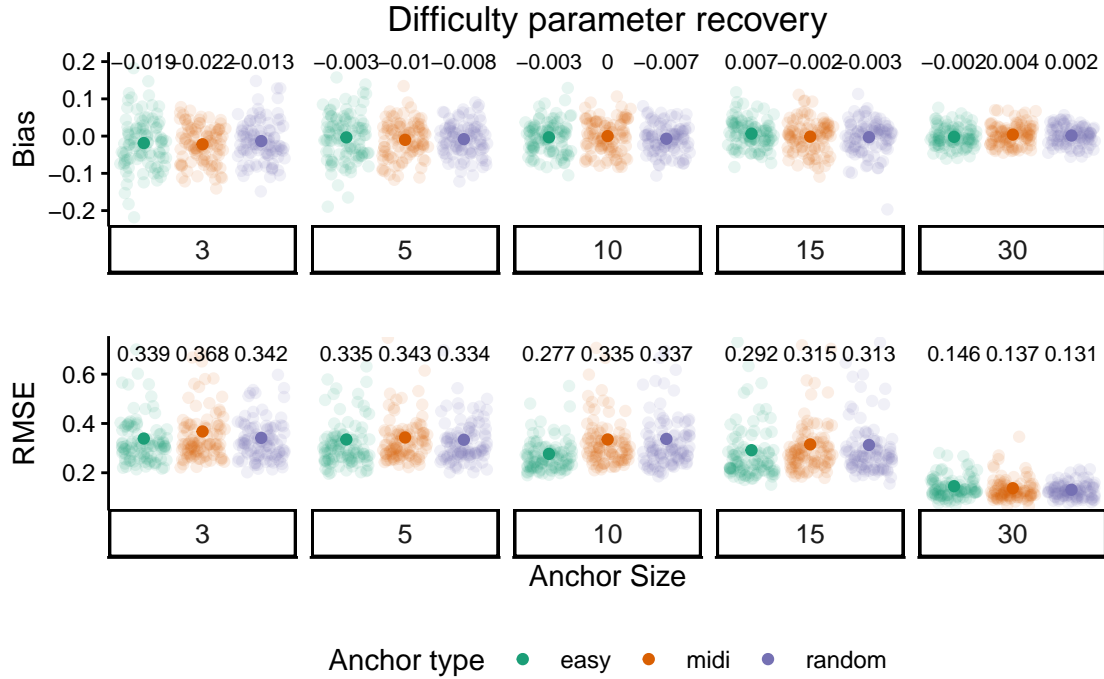 Difficulty parameter recovery
−0.019 −0.022 −0.013 −0.003 −0.01 −0.008 −0.003 0 −0.007 0.007 −0.002 −0.003 −0.002 0.004 0.002
0.2
0.1
0.0
−0.1
−0.2
Bias
3 5 10 15 30
0.339 0.368 0.342 0.335 0.343 0.334 0.277 0.335 0.337 0.292 0.315 0.313 0.146 0.137 0.131
0.6
0.4
0.2
RMSE
3 5 10 15 30
Anchor Size
Anchor type easy midi random